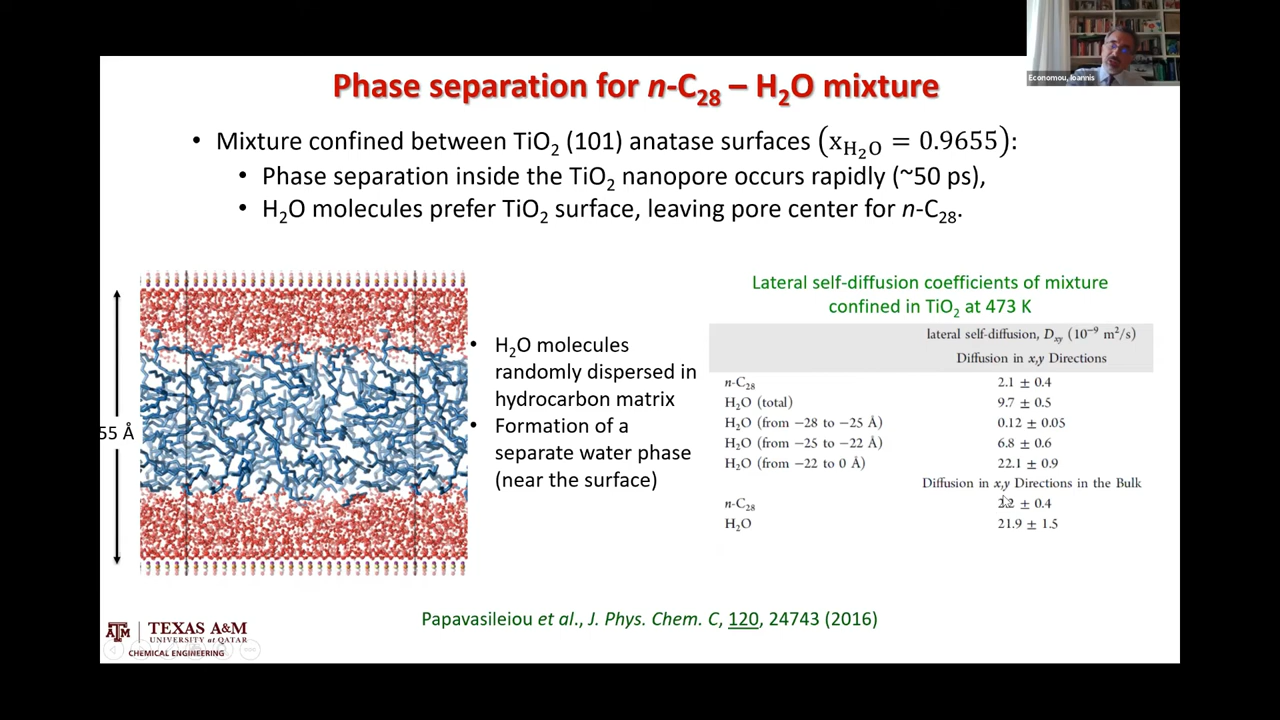 Economou, Ioannis
Phase separation for n-C28 – H2O mixture
• Mixture confined between TiO2 (101) anatase surfaces (xH2O = 0.9655):
• Phase separation inside the TiO2 nanopore occurs rapidly (~50 ps),
• H2O molecules prefer TiO2 surface, leaving pore center for n-C28.
55 Å
• H2O molecules
randomly dispersed in
hydrocarbon matrix
• Formation of a
separate water phase
(near the surface)
Lateral self-diffusion coefficients of mixture
confined in TiO2 at 473 K
lateral self-diffusion, Dxy (10−9 m2/s)
Diffusion in x,y Directions
n-C28 2.1 ± 0.4
H2O (total) 9.7 ± 0.5
H2O (from −28 to −25 Å) 0.12 ± 0.05
H2O (from −25 to −22 Å) 6.8 ± 0.6
H2O (from −22 to 0 Å) 22.1 ± 0.9
Diffusion in x,y Directions in the Bulk
n-C28 2.2 ± 0.4
H2O 21.9 ± 1.5
Papavasileiou et al., J. Phys. Chem. C, 120, 24743 (2016)
ATM TEXAS A&M
UNIVERSITY at QATAR
CHEMICAL ENGINEERING